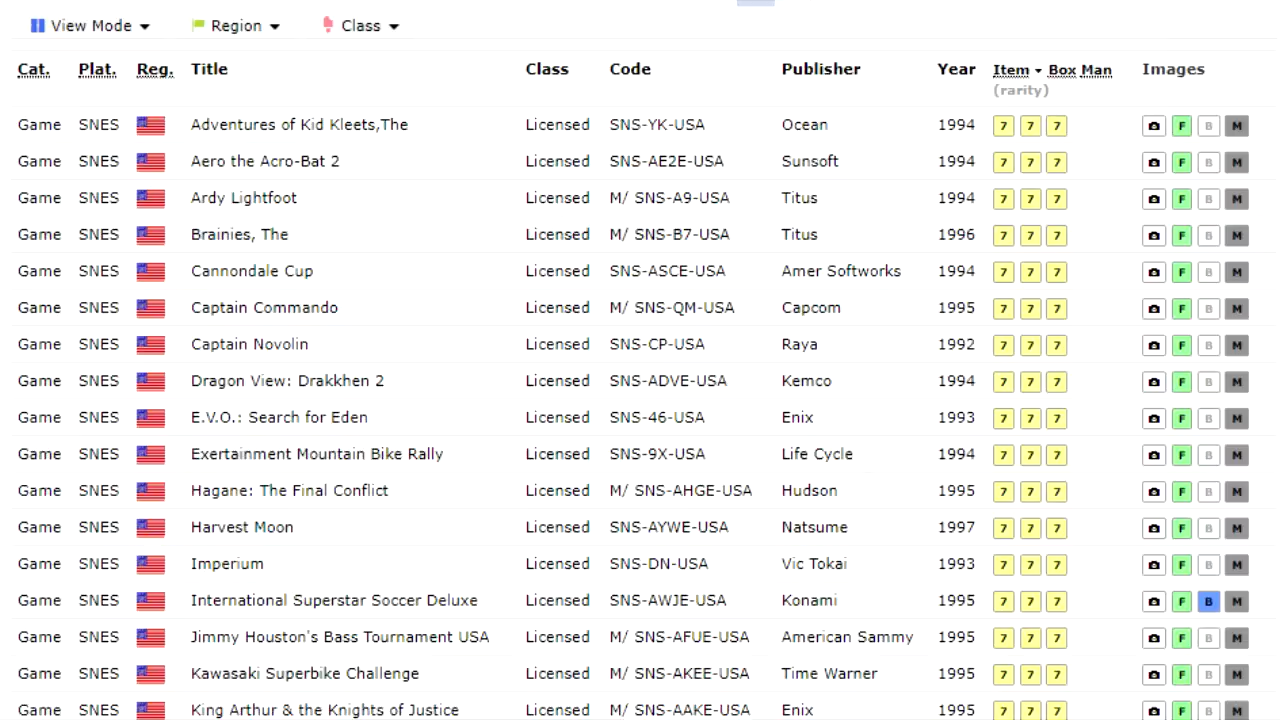 View Mode Region Class
Cat. Plat. Reg. Title Class Code Publisher Year Item Box Man Images
(rarity)
Game SNES Adventures of Kid Kleets,The Licensed SNS-YK-USA Ocean 1994 7 7 7 F B M
Game SNES Aero the Acro-Bat 2 Licensed SNS-AE2E-USA Sunsoft 1994 7 7 7 F B M
Game SNES Ardy Lightfoot Licensed M/ SNS-A9-USA Titus 1994 7 7 7 F B M
Game SNES Brainies, The Licensed M/ SNS-B7-USA Titus 1996 7 7 7 F B M
Game SNES Cannondale Cup Licensed SNS-ASCE-USA Amer Softworks 1994 7 7 7 F B M
Game SNES Captain Commando Licensed M/ SNS-QM-USA Capcom 1995 7 7 7 F B M
Game SNES Captain Novolin Licensed SNS-CP-USA Raya 1992 7 7 7 F B M
Game SNES Dragon View: Drakkhen 2 Licensed SNS-ADVE-USA Kemco 1994 7 7 7 F B M
Game SNES E.V.O.: Search for Eden Licensed SNS-46-USA Enix 1993 7 7 7 F B M
Game SNES Exertainment Mountain Bike Rally Licensed SNS-9X-USA Life Cycle 1994 7 7 7 F B M
Game SNES Hagane: The Final Conflict Licensed M/ SNS-AHGE-USA Hudson 1995 7 7 7 F B M
Game SNES Harvest Moon Licensed SNS-AYWE-USA Natsume 1997 7 7 7 F B M
Game SNES Imperium Licensed SNS-DN-USA Vic Tokai 1993 7 7 7 F B M
Game SNES International Superstar Soccer Deluxe Licensed SNS-AWJE-USA Konami 1995 7 7 7 F B M
Game SNES Jimmy Houston's Bass Tournament USA Licensed M/ SNS-AFUE-USA American Sammy 1995 7 7 7 F B M
Game SNES Kawasaki Superbike Challenge Licensed M/ SNS-AKEE-USA Time Warner 1995 7 7 7 F B M
Game SNES King Arthur & the Knights of Justice Licensed M/ SNS-AAKE-USA Enix 1995 7 7 7 F B M